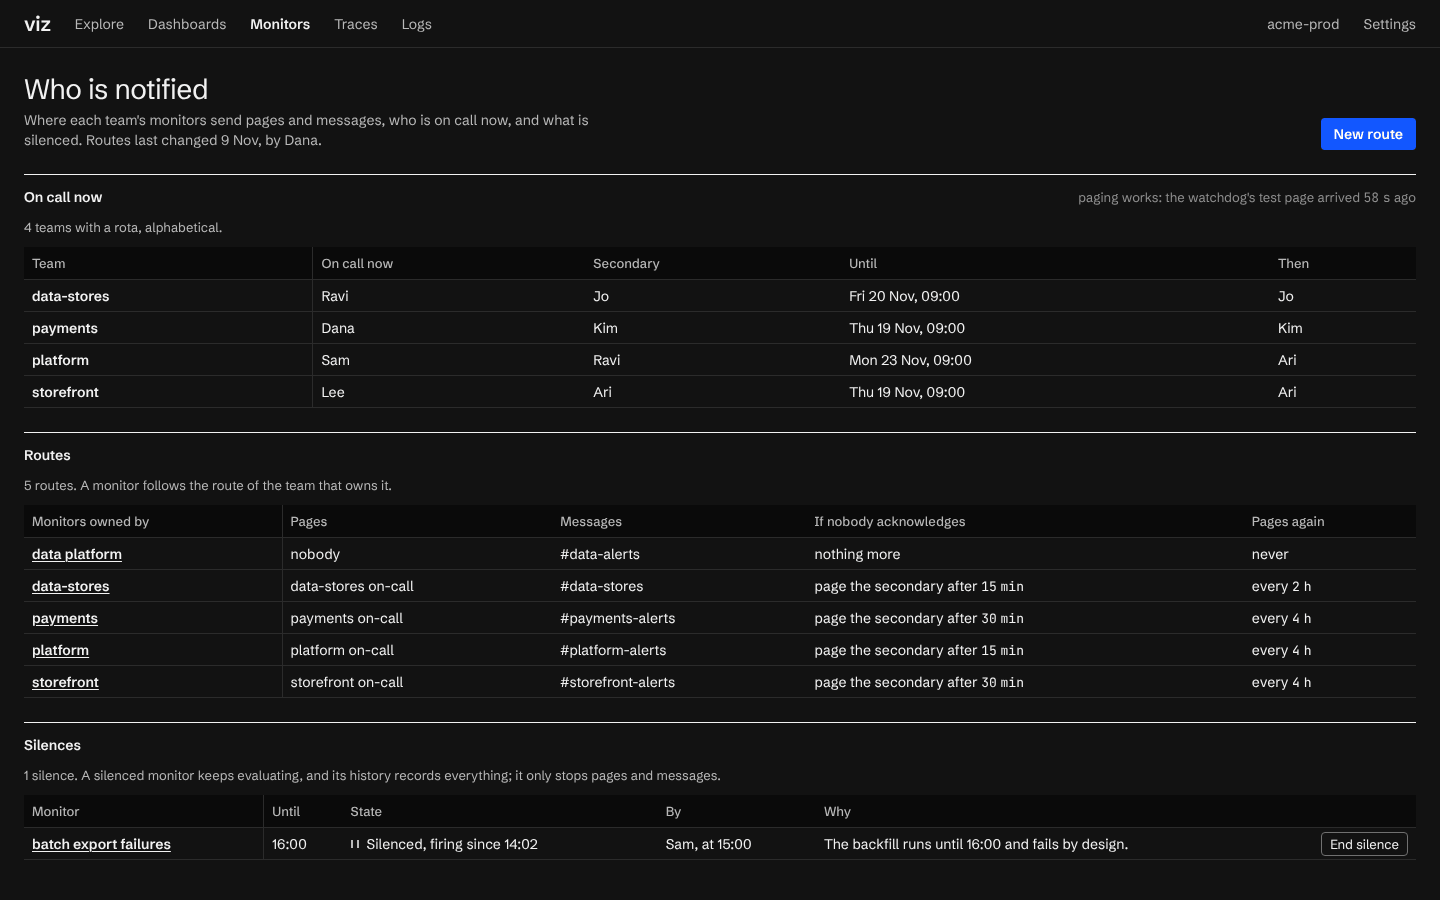 viz Explore Dashboards Monitors Traces Logs acme-prod Settings
Who is notified
Where each team's monitors send pages and messages, who is on call now, and what is
silenced. Routes last changed 9 Nov, by Dana.
New route
On call now
paging works: the watchdog's test page arrived 58 s ago
4 teams with a rota, alphabetical.
Team On call now Secondary Until Then
data-stores Ravi Jo Fri 20 Nov, 09:00 Jo
payments Dana Kim Thu 19 Nov, 09:00 Kim
platform Sam Ravi Mon 23 Nov, 09:00 Ari
storefront Lee Ari Thu 19 Nov, 09:00 Ari
Routes
5 routes. A monitor follows the route of the team that owns it.
Monitors owned by Pages Messages If nobody acknowledges Pages again
data platform nobody #data-alerts nothing more never
data-stores data-stores on-call #data-stores page the secondary after 15 min every 2 h
payments payments on-call #payments-alerts page the secondary after 30 min every 4 h
platform platform on-call #platform-alerts page the secondary after 15 min every 4 h
storefront storefront on-call #storefront-alerts page the secondary after 30 min every 4 h
Silences
1 silence. A silenced monitor keeps evaluating, and its history records everything; it only stops pages and messages.
Monitor Until State By Why
batch export failures 16:00 Silenced, firing since 14:02 Sam, at 15:00 The backfill runs until 16:00 and fails by design. End silence